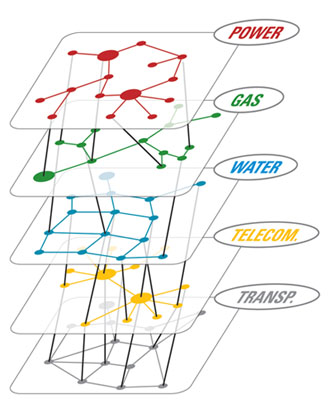 POWER
GAS
WATER
TELECOM.
TRANSP.